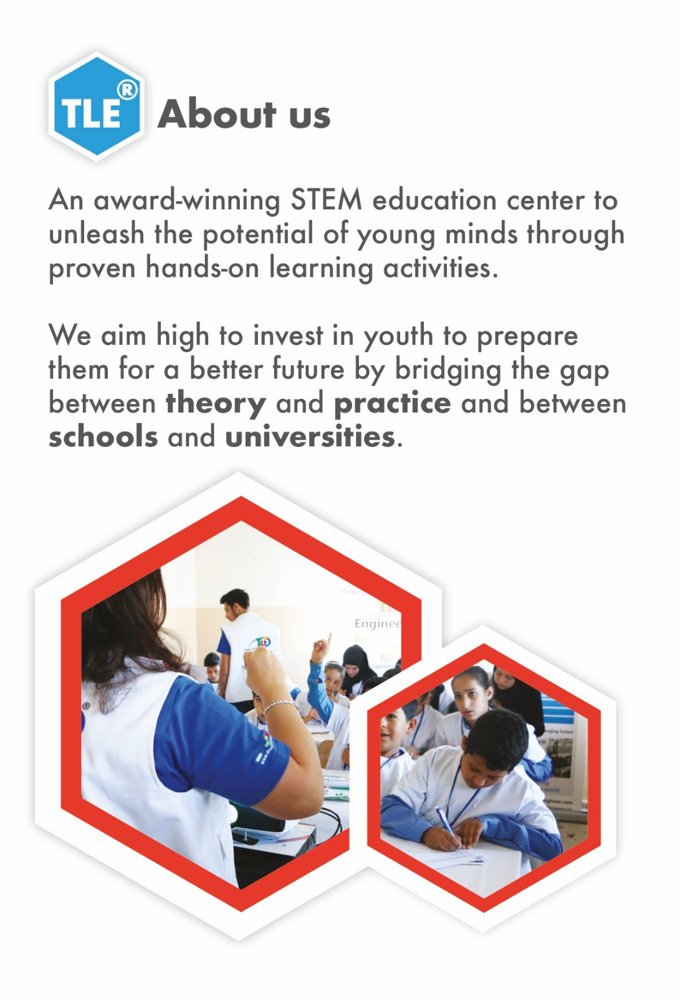 TLE®
About us
An award-winning STEM education center to
unleash the potential of young minds through
proven hands-on learning activities.
We aim high to invest in youth to prepare
them for a better future by bridging the gap
between theory and practice and between
schools and universities.
TLE
Enginee
®